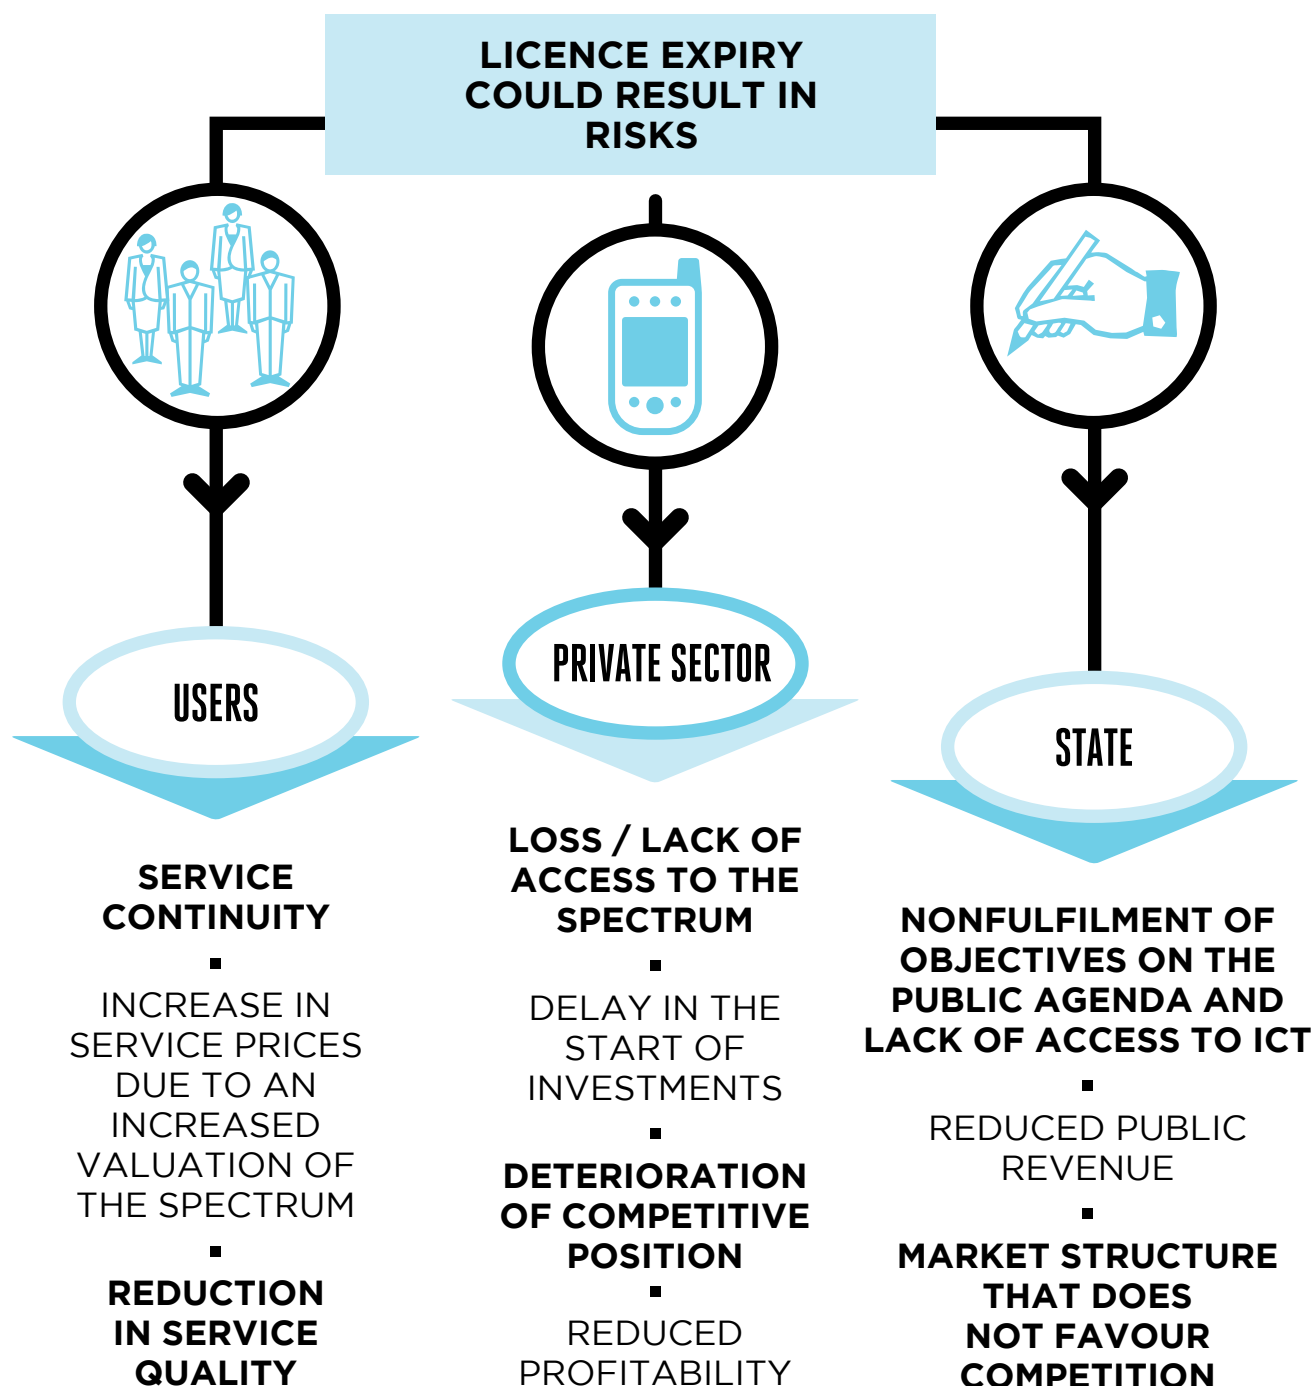 LICENCE EXPIRY
COULD RESULT IN
RISKS
USERS
SERVICE
CONTINUITY
▪
INCREASE IN
SERVICE PRICES
DUE TO AN
INCREASED
VALUATION OF
THE SPECTRUM
▪
REDUCTION
IN SERVICE
QUALITY
PRIVATE SECTOR
LOSS / LACK OF
ACCESS TO THE
SPECTRUM
▪
DELAY IN THE
START OF
INVESTMENTS
▪
DETERIORATION
OF COMPETITIVE
POSITION
▪
REDUCED
PROFITABILITY
STATE
NONFULFILMENT OF
OBJECTIVES ON THE
PUBLIC AGENDA AND
LACK OF ACCESS TO ICT
▪
REDUCED PUBLIC
REVENUE
▪
MARKET STRUCTURE
THAT DOES
NOT FAVOUR
COMPETITION